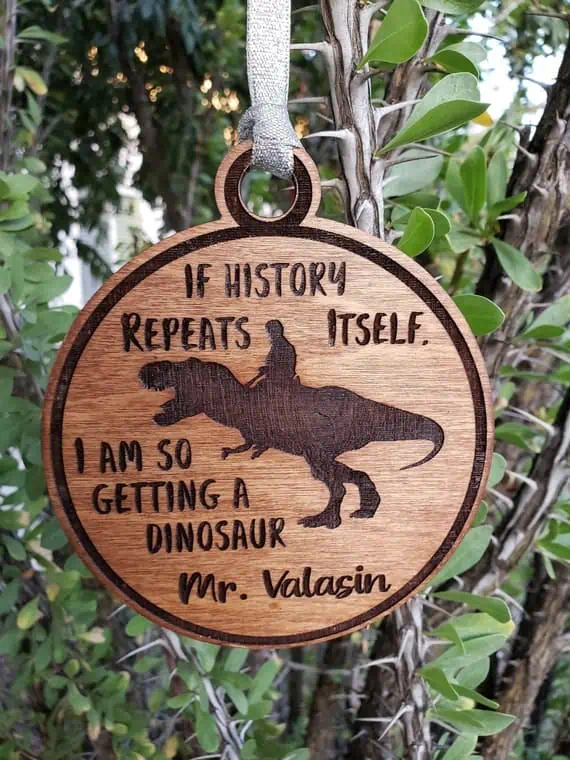 IF HISTORY
REPEATS ITSELF.
I AM SO
GETTING A
DINOSAUR
Mr. Valasin